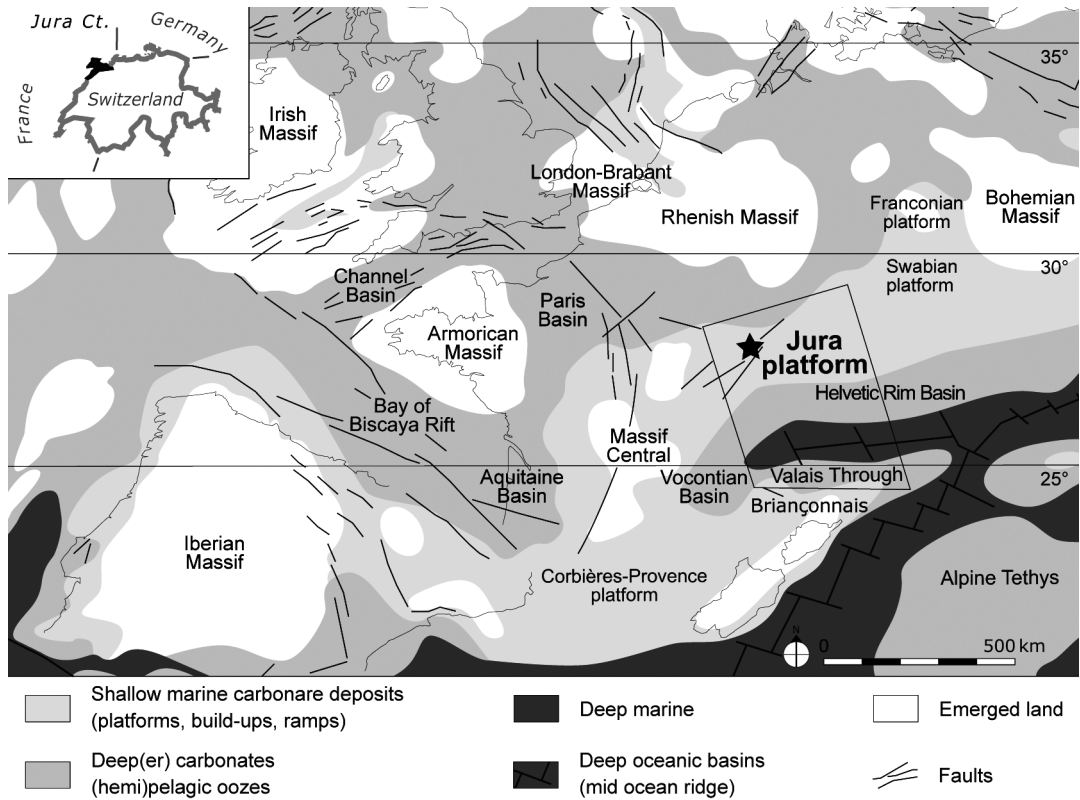 Jura Ct.
Germany
France
Switzerland
35°
Irish
Massif
London-Brabant
Massif
Rhenish Massif
Franconian
platform
Bohemian
Massif
30°
Channel
Basin
Swabian
platform
Paris
Basin
Armorican
Massif
Jura
platform
Helvetic Rim Basin
Bay of
Biscaya Rift
Massif
Central
Aquitaine
Basin
Vocontian
Basin
Valais Through
25°
Briançonnais
Iberian
Massif
Corbières-Provence
platform
Alpine Tethys
N
0 500 km
Shallow marine carbonare deposits
(platforms, build-ups, ramps)
Deep marine
Emerged land
Deep(er) carbonates
(hemi)pelagic oozes
Deep oceanic basins
(mid ocean ridge)
Faults